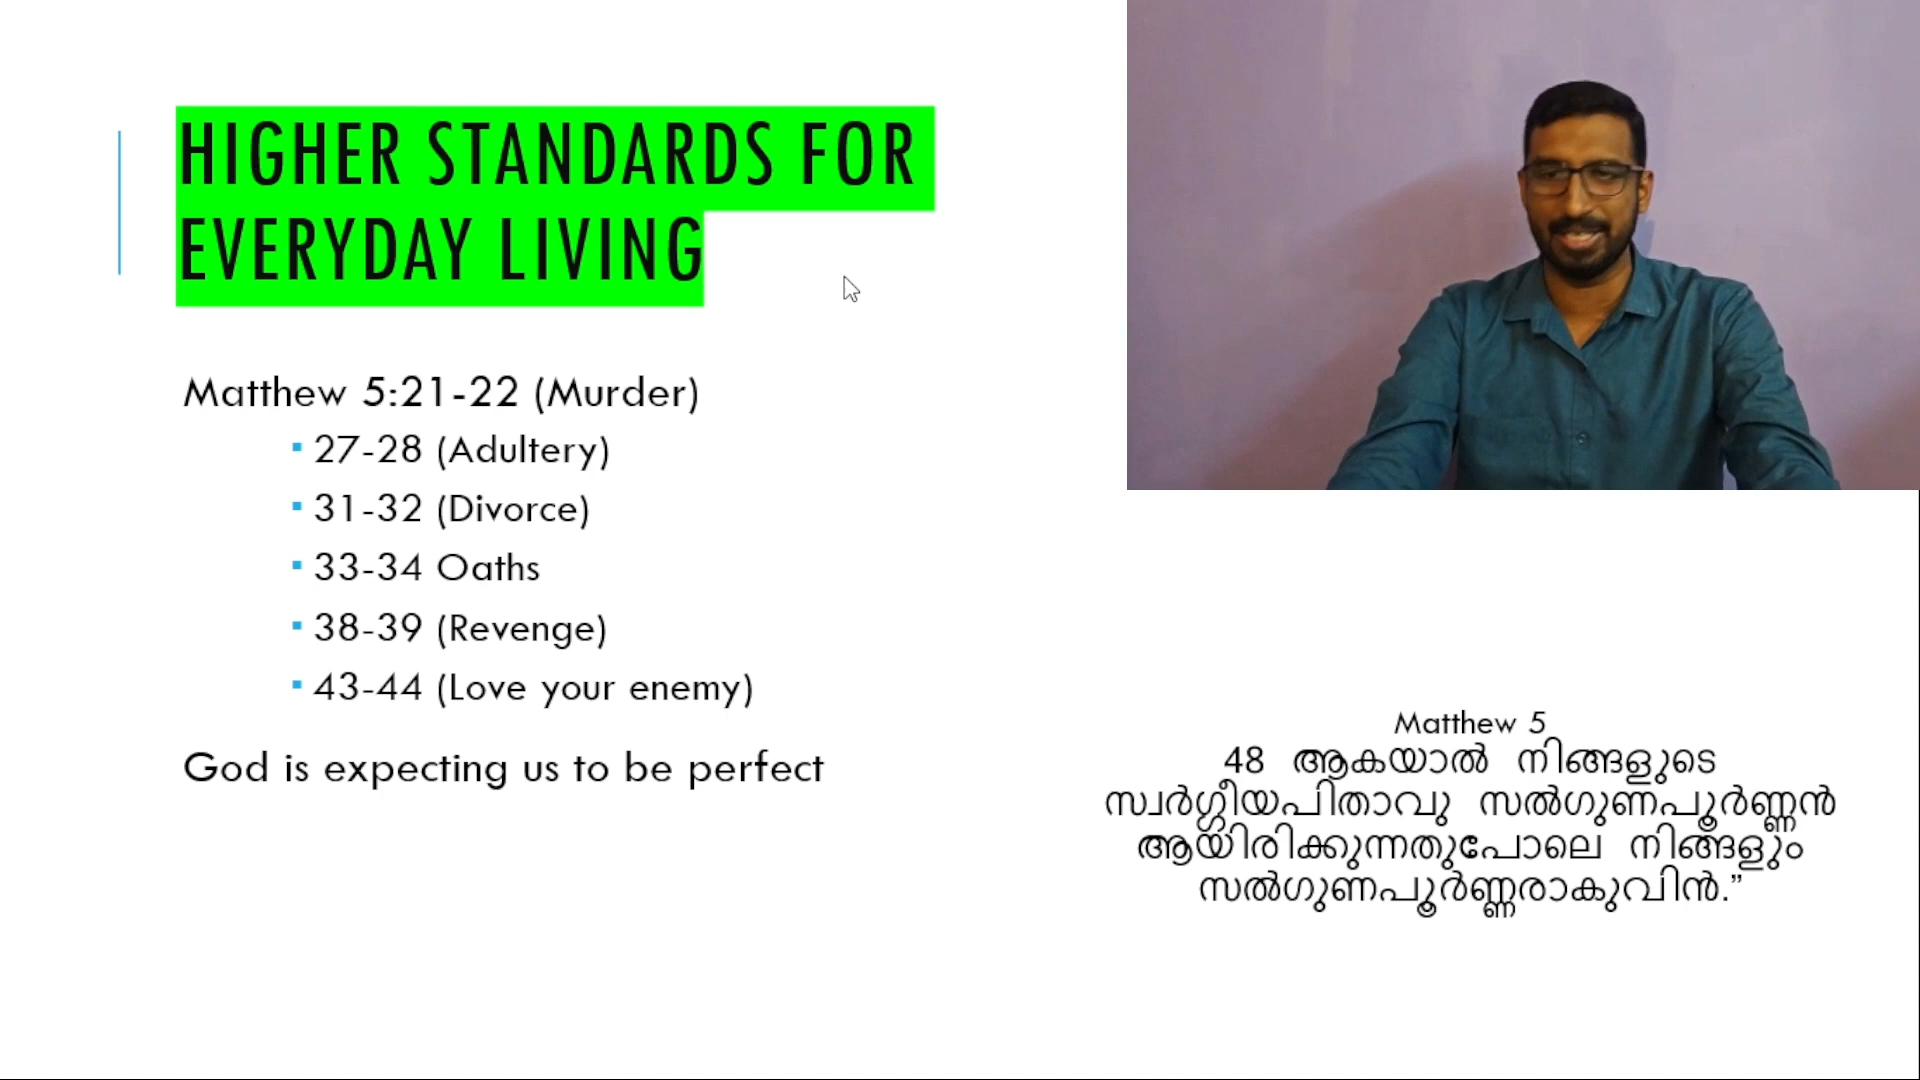 HIGHER STANDARDS FOR
EVERYDAY LIVING
Matthew 5:21-22 (Murder)
27-28 (Adultery)
31-32 (Divorce)
33-34 Oaths
38-39 (Revenge)
43-44 (Love your enemy)
God is expecting us to be perfect
Matthew 5
48 ആകയാൽ നിങ്ങളുടെ
സ്വർഗ്ഗീയപിതാവു സൽഗുണപൂർണ്ണൻ
ആയിരിക്കുന്നതുപോലെ നിങ്ങളും
സൽഗുണപൂർണ്ണരാകുവിൻ.”